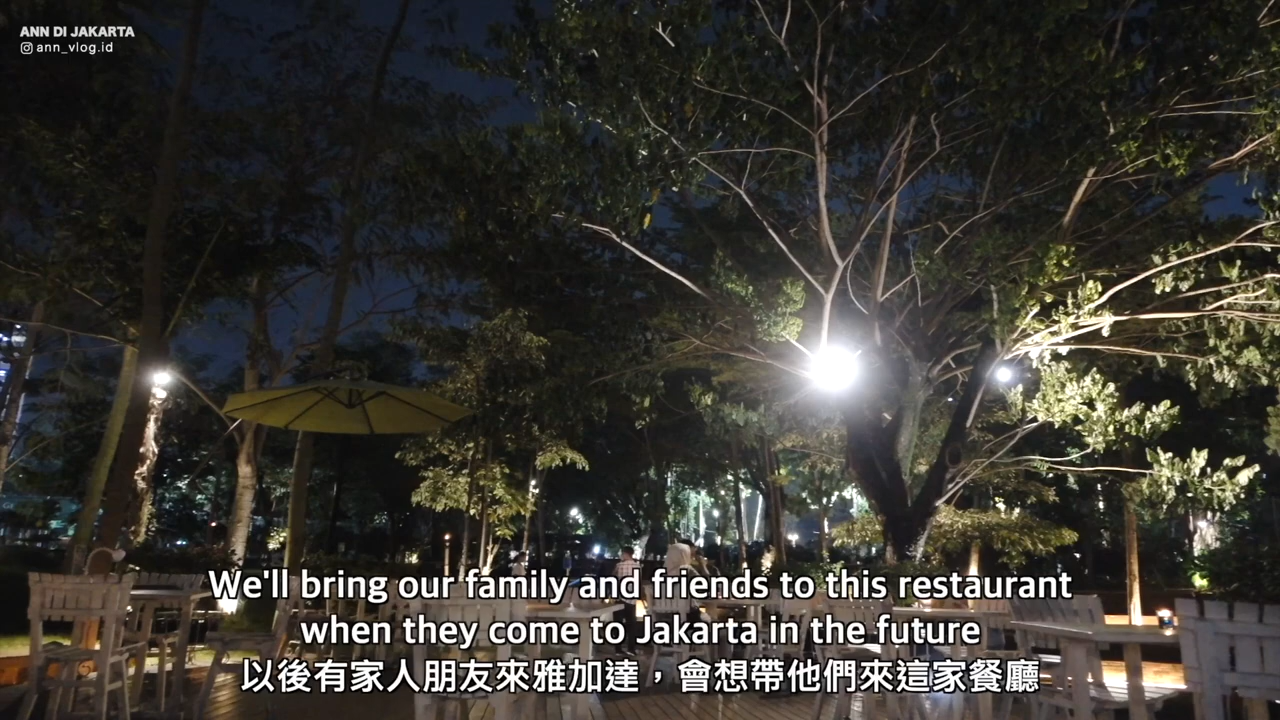 ANN DI JAKARTA
ann_vlog.id
We'll bring our family and friends to this restaurant
when they come to Jakarta in the future
以後有家人朋友來雅加達，會想帶他們來這家餐廳